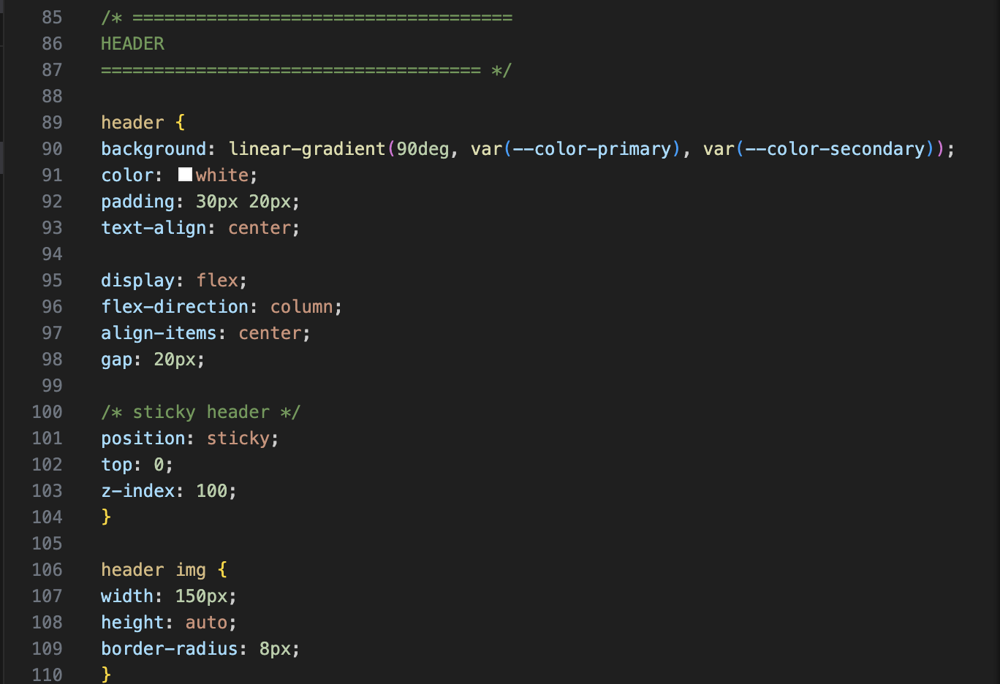 85 /* ====================================
86 HEADER
87 ==================================== */
88
89 header {
90 background: linear-gradient(90deg, var(--color-primary), var(--color-secondary));
91 color: white;
92 padding: 30px 20px;
93 text-align: center;
94
95 display: flex;
96 flex-direction: column;
97 align-items: center;
98 gap: 20px;
99
100 /* sticky header */
101 position: sticky;
102 top: 0;
103 z-index: 100;
104 }
105
106 header img {
107 width: 150px;
108 height: auto;
109 border-radius: 8px;
110 }